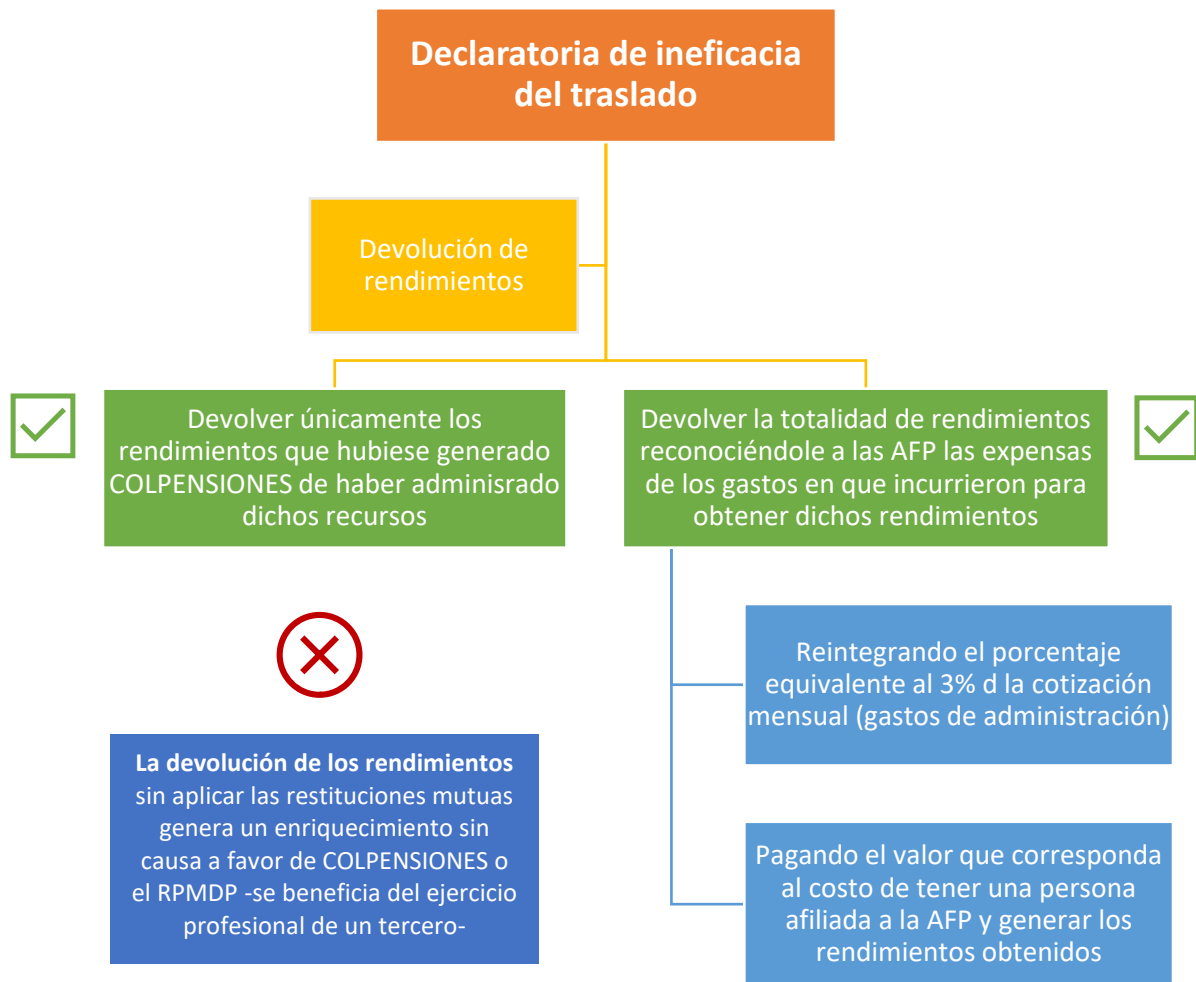 Declaratoria de ineficacia
del traslado
Devolución de
rendimientos
Devolver únicamente los
rendimientos que hubiese generado
COLPENSIONES de haber adminisrado
dichos recursos
Devolver la totalidad de rendimientos
reconociéndole a las AFP las expensas
de los gastos en que incurrieron para
obtener dichos rendimientos
La devolución de los rendimientos
sin aplicar las restituciones mutuas
genera un enriquecimiento sin
causa a favor de COLPENSIONES o
el RPMDP -se beneficia del ejercicio
profesional de un tercero-
Reintegrando el porcentaje
equivalente al 3% d la cotización
mensual (gastos de administración)
Pagando el valor que corresponda
al costo de tener una persona
afiliada a la AFP y generar los
rendimientos obtenidos